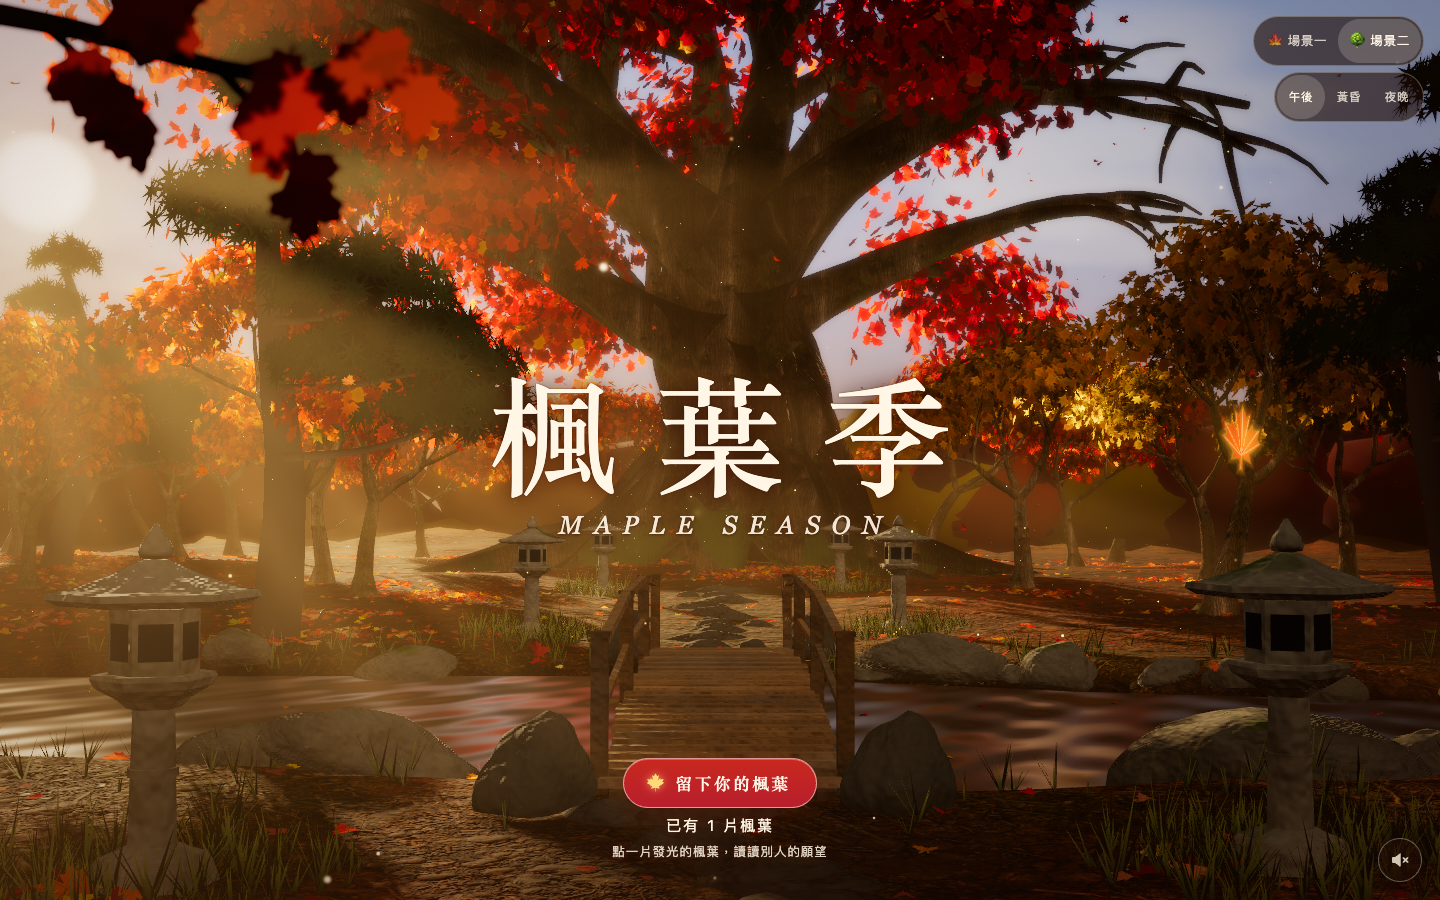 場景一
場景二
午後
黃昏
夜晚
楓葉季
MAPLE SEASON
留下你的楓葉
已有 1 片楓葉
點一片發光的楓葉，讀讀別人的願望